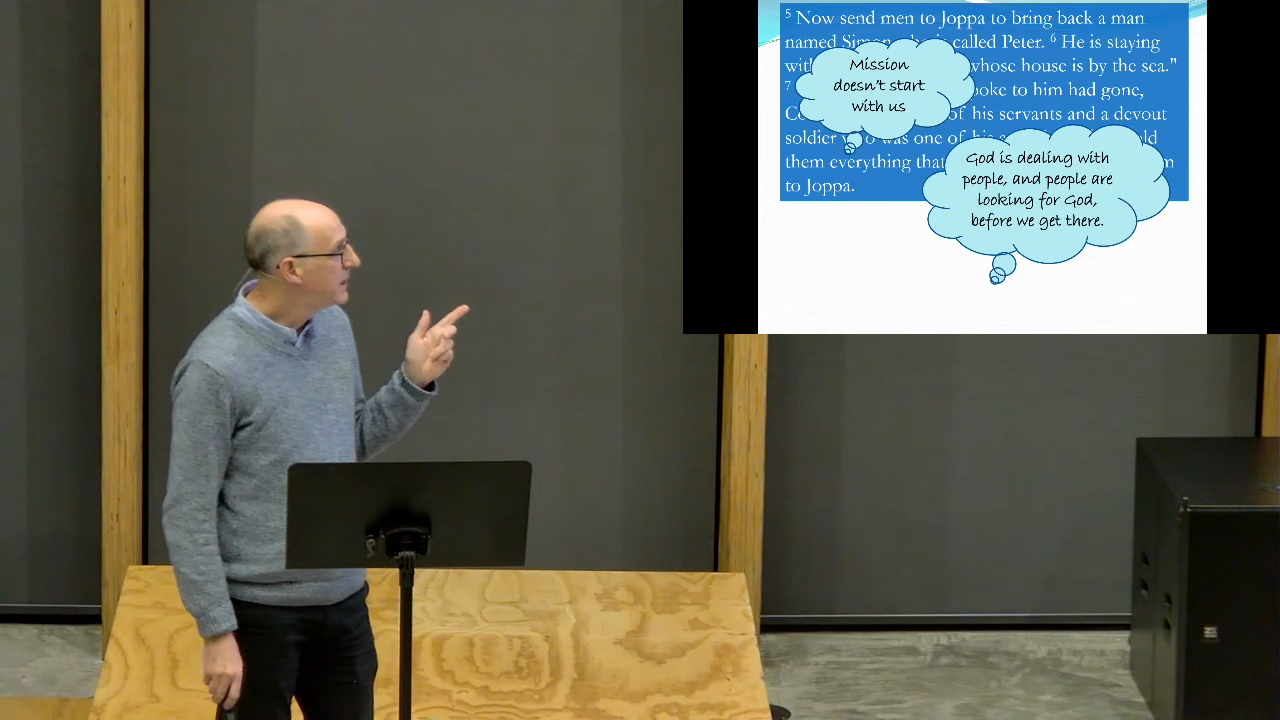 5 Now send men to Joppa to bring back a man
named Simon called Peter. 6 He is staying
with whose house is by the sea."
7 spoke to him had gone,
of his servants and a devout
soldier who was one of his
them everything that
to Joppa.
Mission
doesn't start
with us
God is dealing with
people, and people are
looking for God,
before we get there.